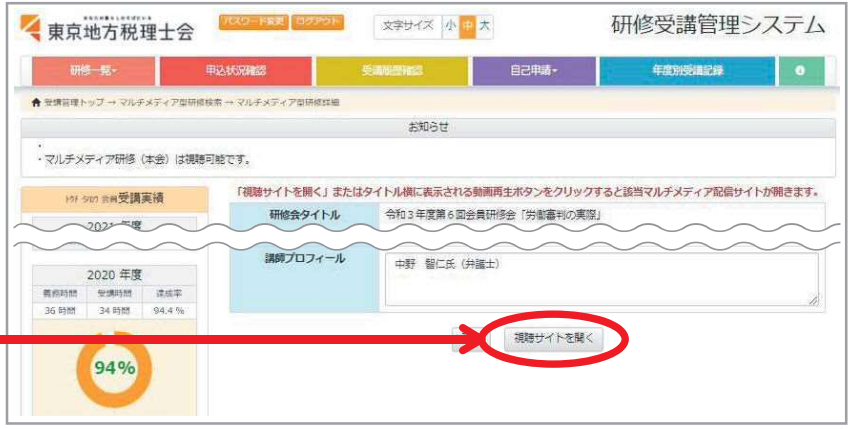 東京地方税理士会
パスワード変更 ログアウト
文字サイズ 小 中 大
研修受講管理システム
研修一覧
申込状況確認
受講履歴確認
自己申請
年度別受講記録
受講管理トップ → マルチメディア型研修検索 → マルチメディア型研修詳細
お知らせ
・
・マルチメディア研修(本会)は視聴可能です。
会員受講実績
2021 年度
「視聴サイトを開く」またはタイトル横に表示される動画再生ボタンをクリックすると該当マルチメディア配信サイトが開きます。
研修会タイトル 令和3年度第6回会員研修会「労働審判の実際」
講師プロフィール
中野 智仁氏(弁護士)
2020 年度
義務時間 受講時間 達成率
36 時間 34 時間 94.4 %
94%
視聴サイトを開く